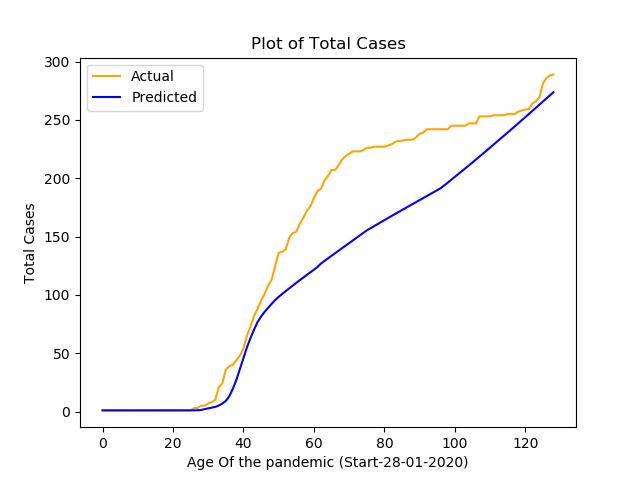 Plot of Total Cases
Actual
Predicted
300
250
200
150
100
50
0
Total Cases
0 20 40 60 80 100 120
Age Of the pandemic (Start-28-01-2020)